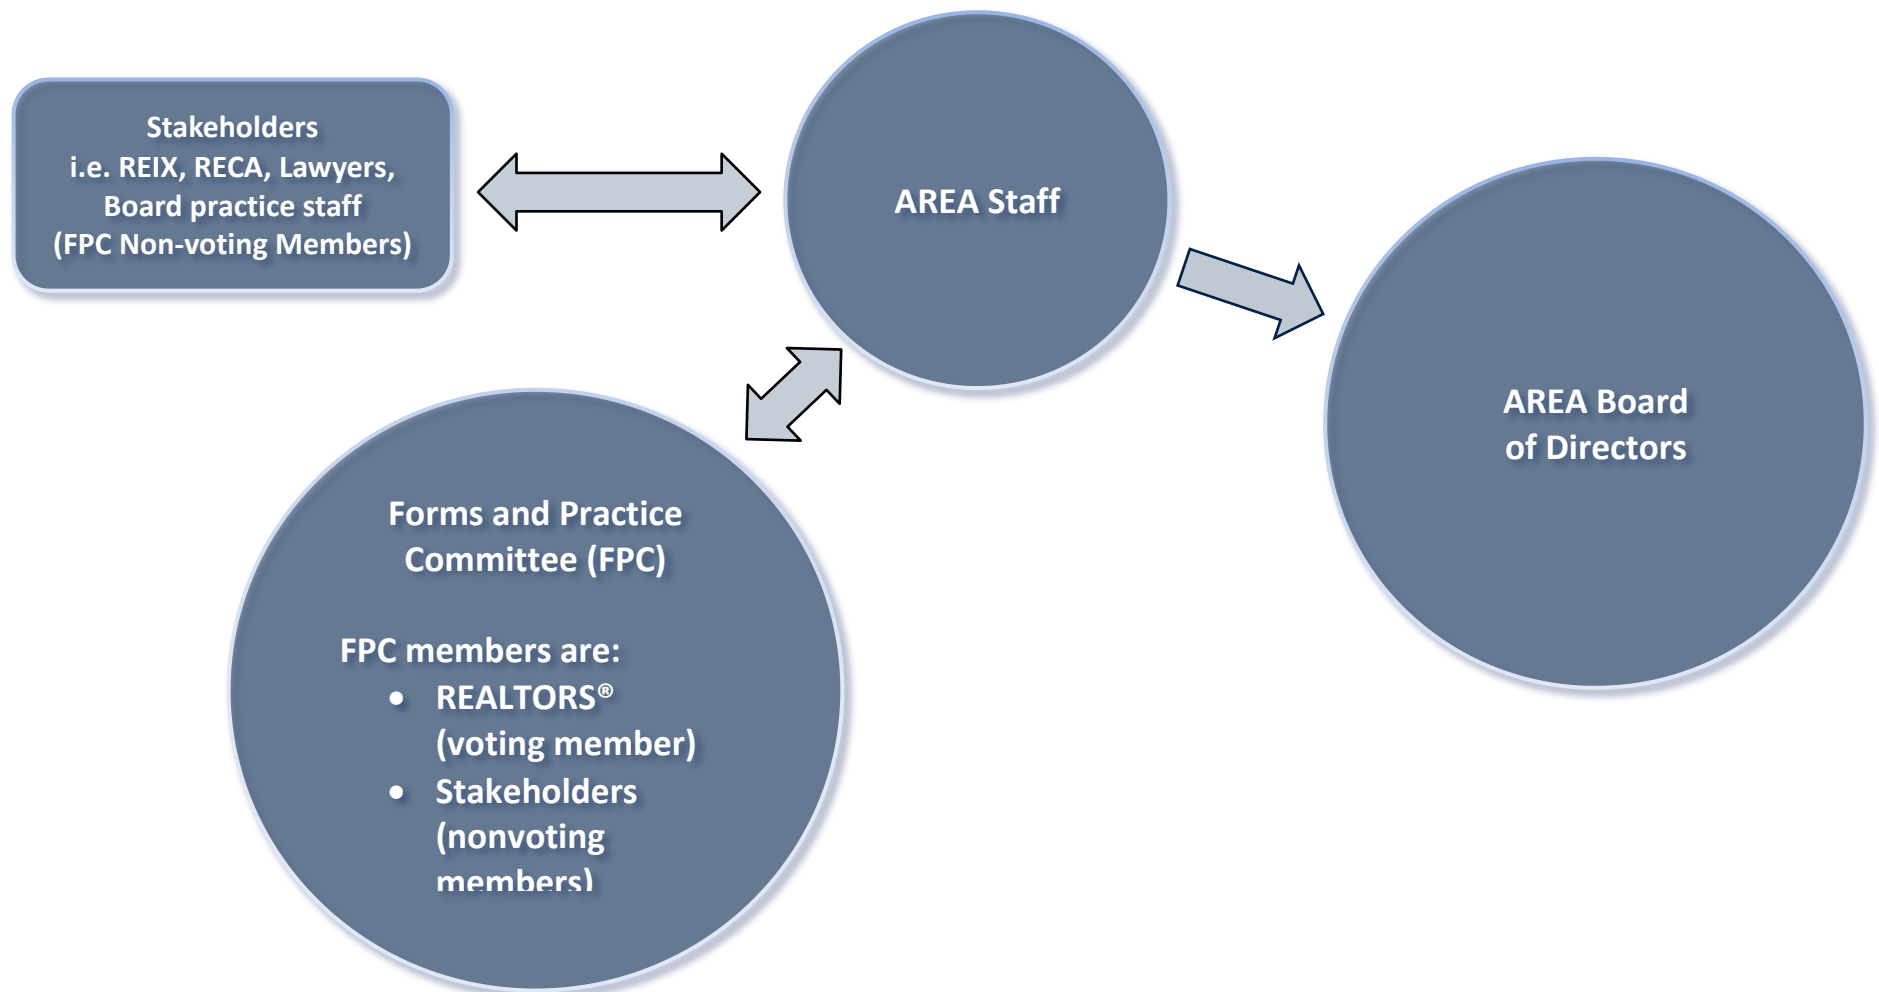 Stakeholders
i.e. REIX, RECA, Lawyers,
Board practice staff
(FPC Non-voting Members)
AREA Staff
AREA Board
of Directors
Forms and Practice
Committee (FPC)
FPC members are:
• REALTORS®
(voting member)
• Stakeholders
(nonvoting
members)